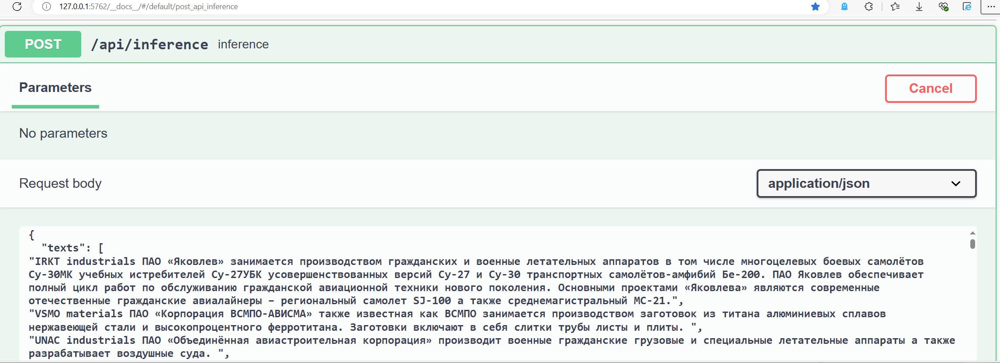 127.0.0.1:5762/__docs__/#/default/post_api_inference
POST /api/inference inference
Parameters
Cancel
No parameters
Request body
application/json
{
"texts": [
"IRKT industrials ПАО «Яковлев» занимается производством гражданских и военные летательных аппаратов в том числе многоцелевых боевых самолётов
Су-30МК учебных истребителей Су-27УБК усовершенствованных версий Су-27 и Су-30 транспортных самолётов-амфибий Бе-200. ПАО Яковлев обеспечивает
полный цикл работ по обслуживанию гражданской авиационной техники нового поколения. Основными проектами «Яковлева» являются современные
отечественные гражданские авиалайнеры – региональный самолет SJ-100 а также среднемагистральный МС-21.",
"VSMO materials ПАО «Корпорация ВСМПО-АВИСМА» также известная как ВСМПО занимается производством заготовок из титана алюминиевых сплавов
нержавеющей стали и высокопроцентного ферротитана. Заготовки включают в себя слитки трубы листы и плиты. ",
"UNAC industrials ПАО «Объединённая авиастроительная корпорация» производит военные гражданские грузовые и специальные летательные аппараты а также
разрабатывает воздушные суда. ",